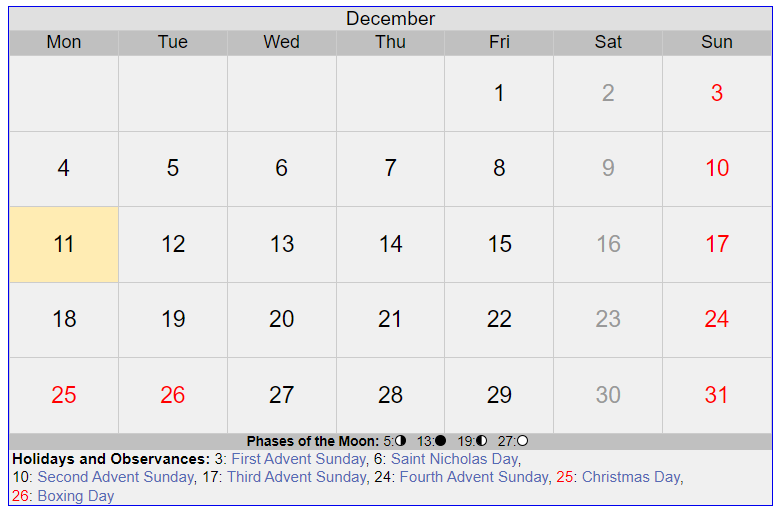 December
Mon Tue Wed Thu Fri Sat Sun
1 2 3
4 5 6 7 8 9 10
11 12 13 14 15 16 17
18 19 20 21 22 23 24
25 26 27 28 29 30 31
Phases of the Moon: 5: 13: 19: 27:
Holidays and Observances: 3: First Advent Sunday, 6: Saint Nicholas Day,
10: Second Advent Sunday, 17: Third Advent Sunday, 24: Fourth Advent Sunday, 25: Christmas Day,
26: Boxing Day